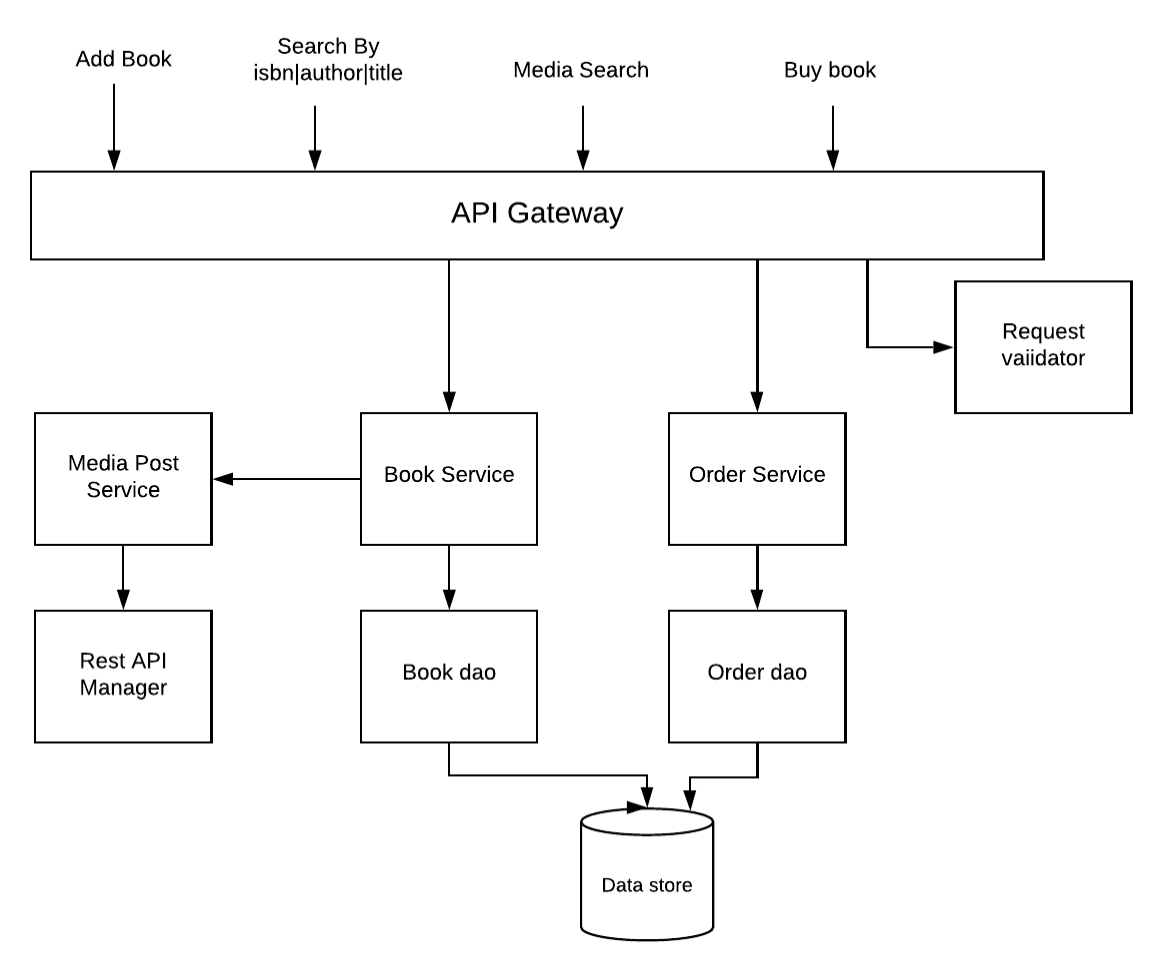 Add Book
Search By
isbn|author|title
Media Search
Buy book
API Gateway
Request
vaiidator
Media Post
Service
Book Service
Order Service
Rest API
Manager
Book dao
Order dao
Data store